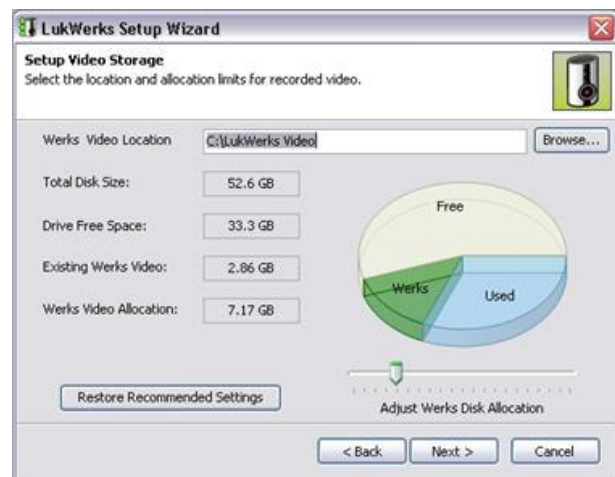 LukWerks Setup Wizard
Setup Video Storage
Select the location and allocation limits for recorded video.
Werks Video Location
C:\LukWerks Video
Browse...
Total Disk Size:
52.6 GB
Drive Free Space:
33.3 GB
Existing Werks Video:
2.86 GB
Werks Video Allocation:
7.17 GB
Free
Werks
Used
Restore Recommended Settings
Adjust Werks Disk Allocation
< Back
Next >
Cancel